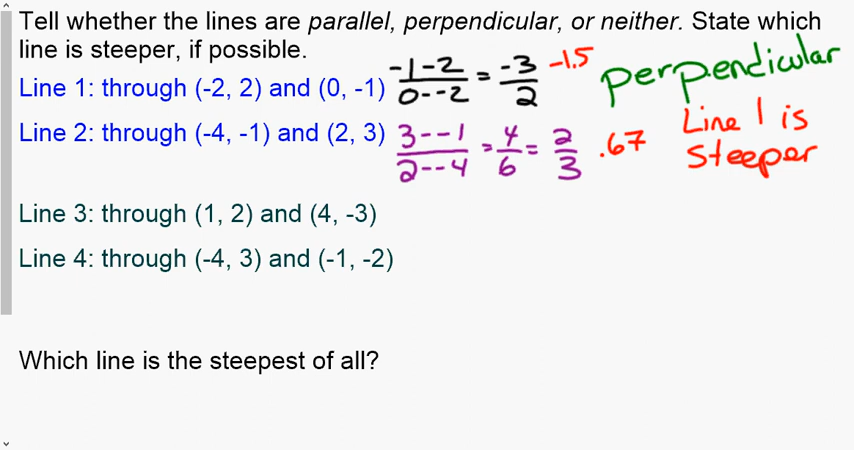 Tell whether the lines are parallel, perpendicular, or neither. State which
line is steeper, if possible.
Line 1: through (-2, 2) and (0, -1) -1-2/0--2 = -3/2 -1.5 perpendicular
Line 2: through (-4, -1) and (2, 3) 3--1/2--4 = 4/6 = 2/3 .67 Line 1 is
steeper
Line 3: through (1, 2) and (4, -3)
Line 4: through (-4, 3) and (-1, -2)
Which line is the steepest of all?